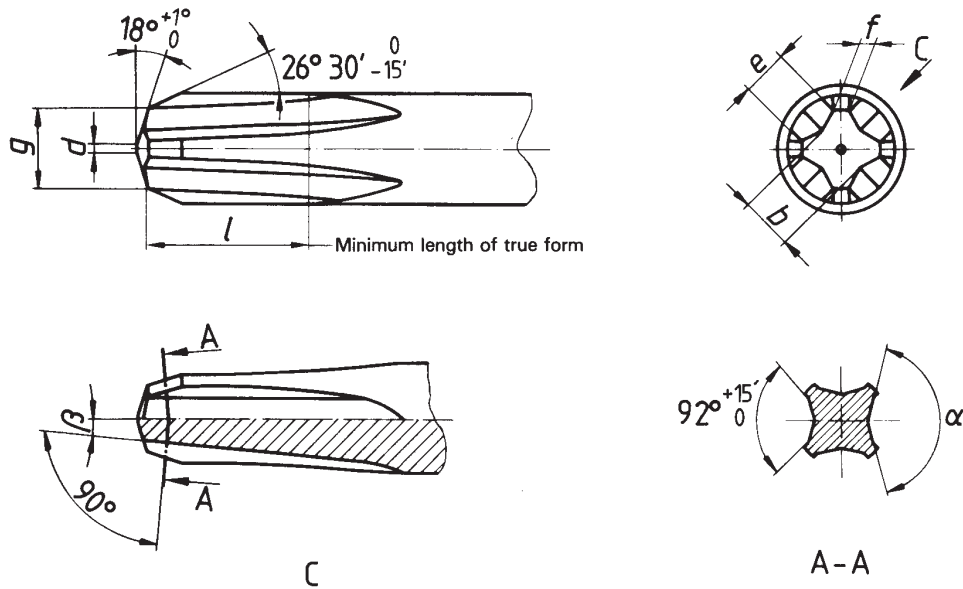 18° +1° 0
26° 30′ 0 -15′
g
d
l
Minimum length of true form
e
f
C
b
A
β
90°
A
C
92° +15′ 0
α
A-A